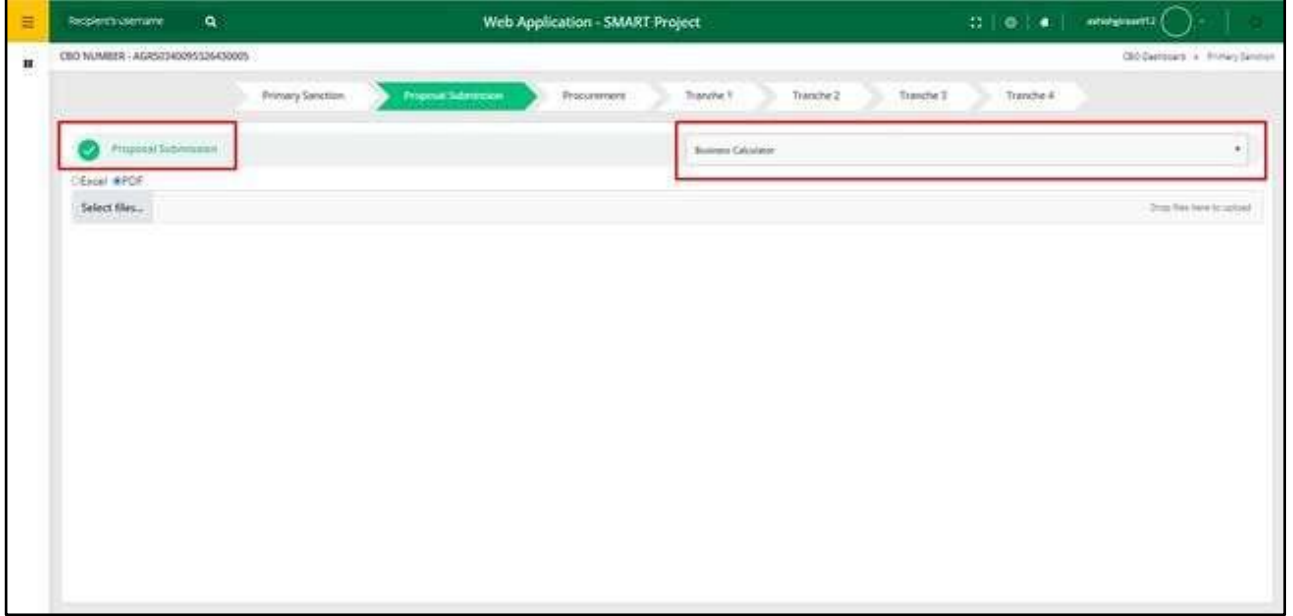 Recipient's username
Web Application - SMART Project
CBO NUMBER -
CBO Dashboard
Primary Sanction
Primary Sanction
Proposal Submission
Procurement
Tranche 1
Tranche 2
Tranche 3
Tranche 4
Proposal Submission
Business Calculator
Excel PDF
Select files...
Drop files here to upload